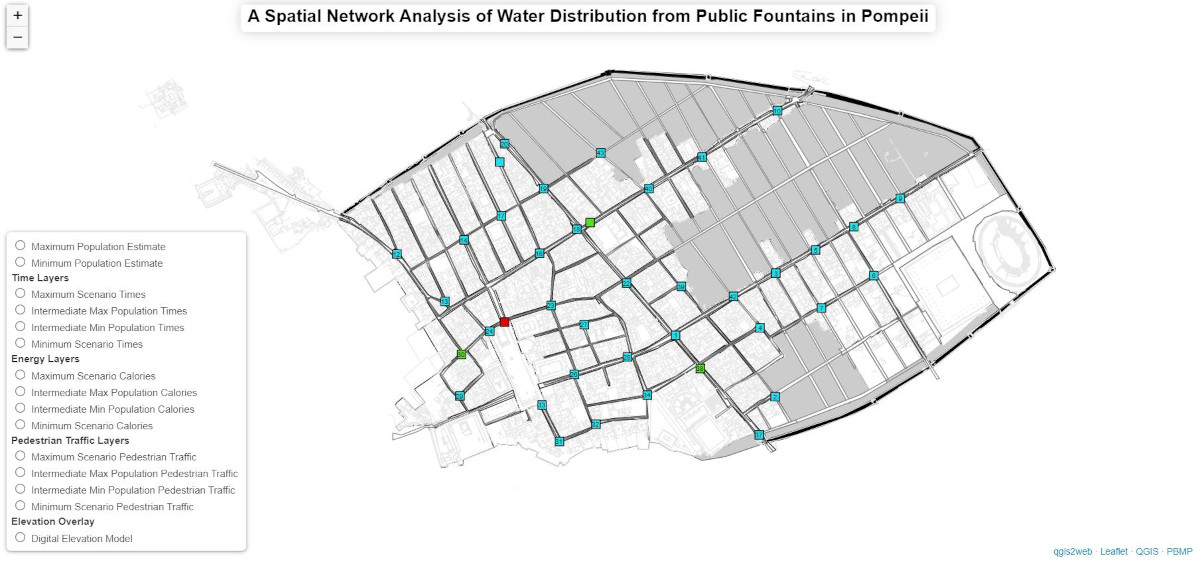 +
A Spatial Network Analysis of Water Distribution from Public Fountains in Pompeii
−
Maximum Population Estimate
Minimum Population Estimate
Time Layers
Maximum Scenario Times
Intermediate Max Population Times
Intermediate Min Population Times
Minimum Scenario Times
Energy Layers
Maximum Scenario Calories
Intermediate Max Population Calories
Intermediate Min Population Calories
Minimum Scenario Calories
Pedestrian Traffic Layers
Maximum Scenario Pedestrian Traffic
Intermediate Max Population Pedestrian Traffic
Intermediate Min Population Pedestrian Traffic
Minimum Scenario Pedestrian Traffic
Elevation Overlay
Digital Elevation Model
qgis2web · Leaflet · QGIS · PBMP